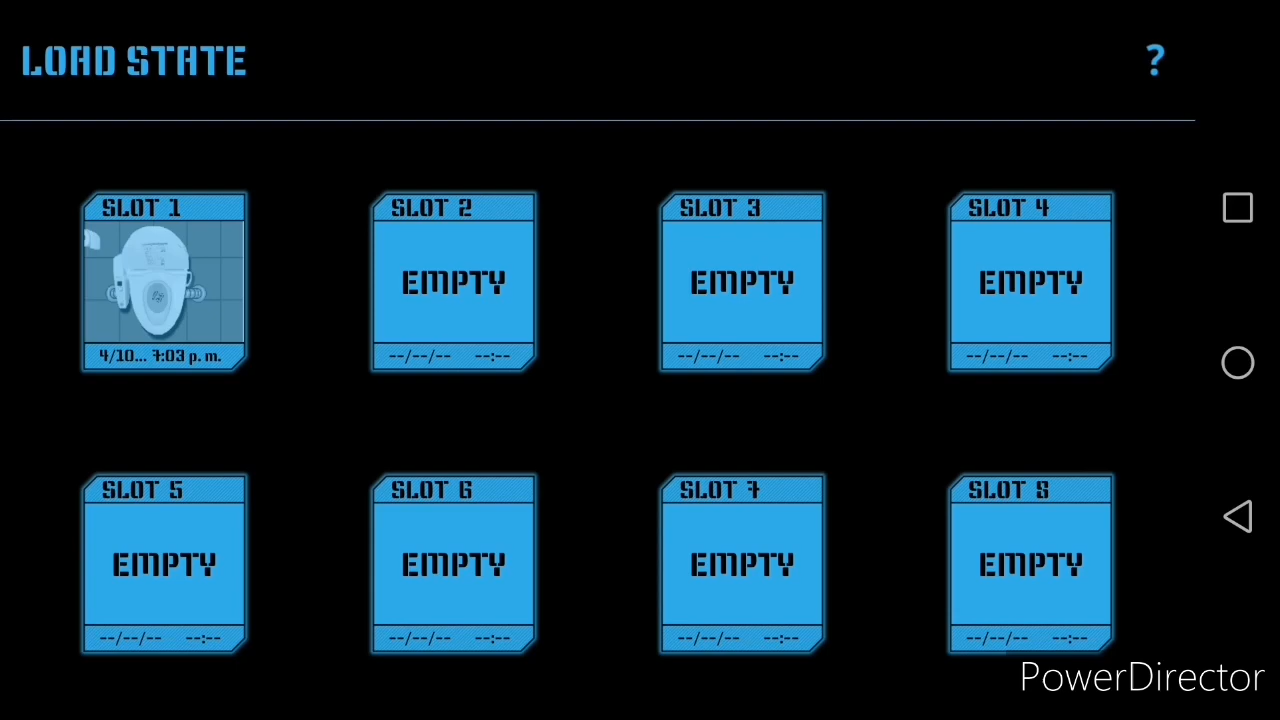 LOAD STATE ?
SLOT 1 SLOT 2 SLOT 3 SLOT 4
EMPTY EMPTY EMPTY
4/10... 7:03 p. m. --/--/-- --:-- --/--/-- --:-- --/--/-- --:--
SLOT 5 SLOT 6 SLOT 7 SLOT 8
EMPTY EMPTY EMPTY EMPTY
--/--/-- --:-- --/--/-- --:-- --/--/-- --:-- --/--/-- --:--
PowerDirector